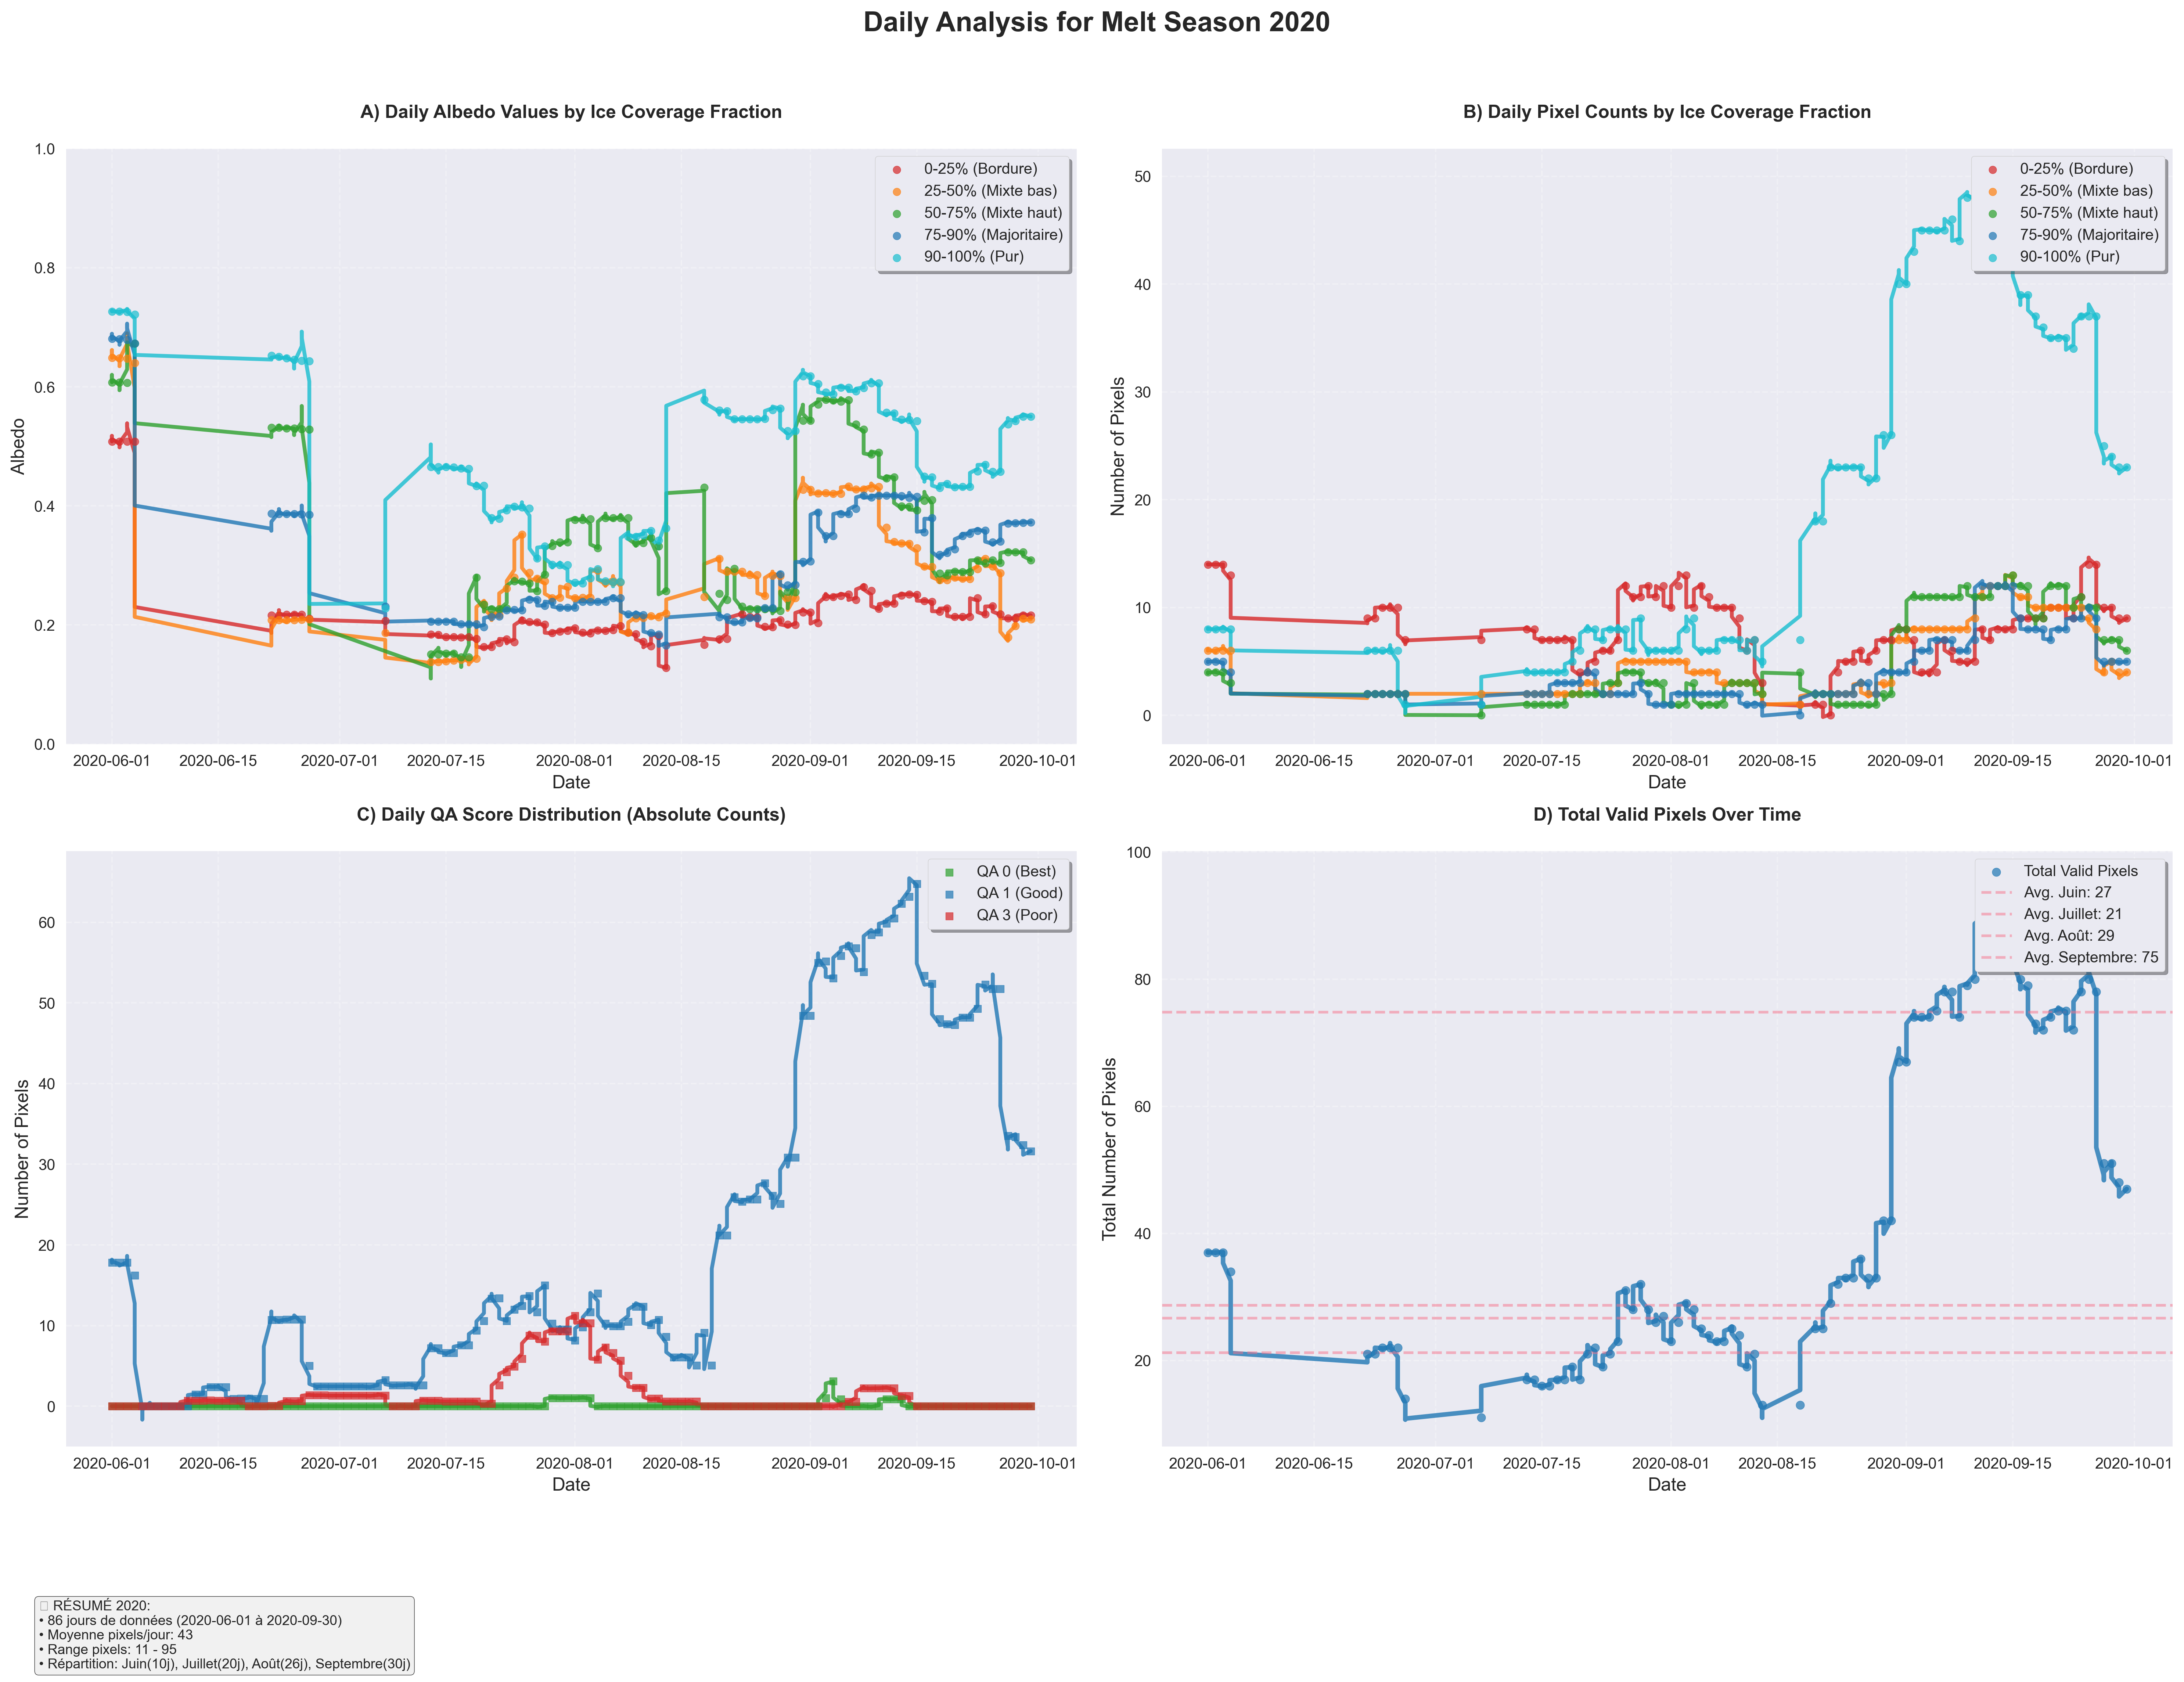 Daily Analysis for Melt Season 2020
A) Daily Albedo Values by Ice Coverage Fraction
Albedo
1.0
0.8
0.6
0.4
0.2
0.0
0-25% (Bordure)
25-50% (Mixte bas)
50-75% (Mixte haut)
75-90% (Majoritaire)
90-100% (Pur)
2020-06-01 2020-06-15 2020-07-01 2020-07-15 2020-08-01 2020-08-15 2020-09-01 2020-09-15 2020-10-01
Date
B) Daily Pixel Counts by Ice Coverage Fraction
Number of Pixels
50
40
30
20
10
0
0-25% (Bordure)
25-50% (Mixte bas)
50-75% (Mixte haut)
75-90% (Majoritaire)
90-100% (Pur)
2020-06-01 2020-06-15 2020-07-01 2020-07-15 2020-08-01 2020-08-15 2020-09-01 2020-09-15 2020-10-01
Date
C) Daily QA Score Distribution (Absolute Counts)
Number of Pixels
60
50
40
30
20
10
0
QA 0 (Best)
QA 1 (Good)
QA 3 (Poor)
2020-06-01 2020-06-15 2020-07-01 2020-07-15 2020-08-01 2020-08-15 2020-09-01 2020-09-15 2020-10-01
Date
D) Total Valid Pixels Over Time
Total Number of Pixels
100
80
60
40
20
Total Valid Pixels
Avg. Juin: 27
Avg. Juillet: 21
Avg. Août: 29
Avg. Septembre: 75
2020-06-01 2020-06-15 2020-07-01 2020-07-15 2020-08-01 2020-08-15 2020-09-01 2020-09-15 2020-10-01
Date
RÉSUMÉ 2020:
• 86 jours de données (2020-06-01 à 2020-09-30)
• Moyenne pixels/jour: 43
• Range pixels: 11 - 95
• Répartition: Juin(10j), Juillet(20j), Août(26j), Septembre(30j)